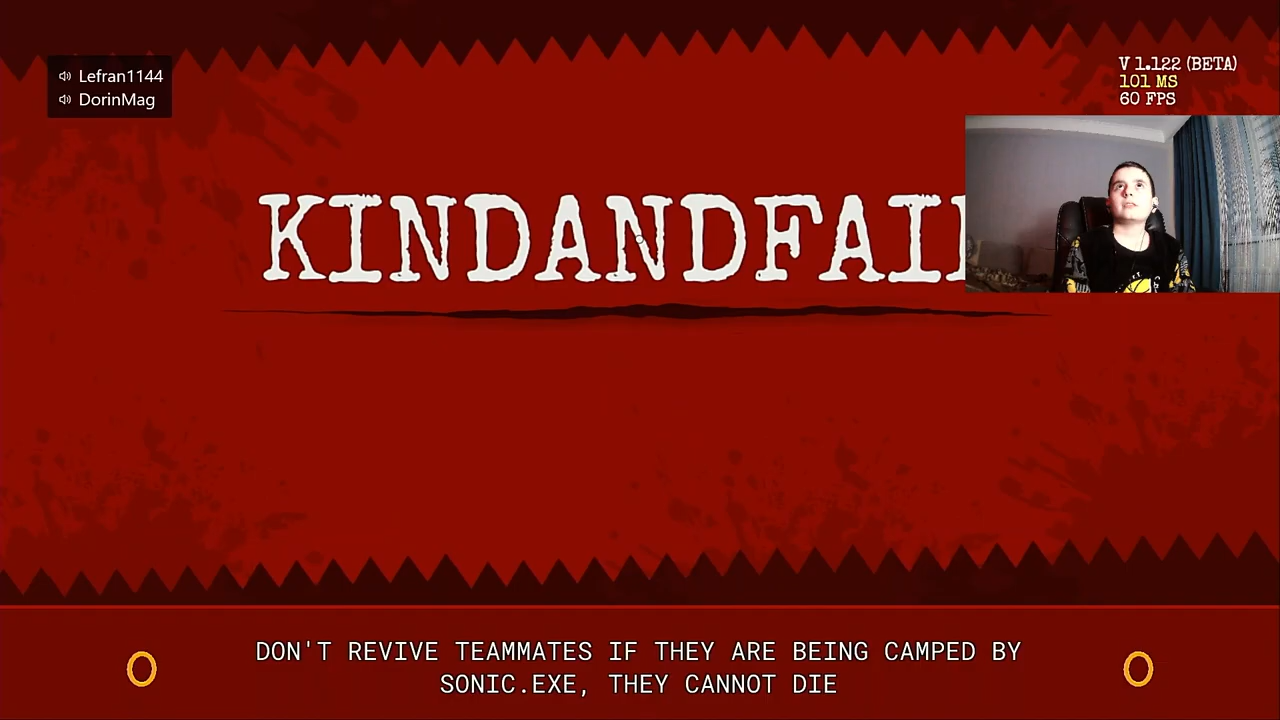 Lefran1144
DorinMag
V 1.122 (BETA)
101 MS
60 FPS
KINDANDFAI
DON'T REVIVE TEAMMATES IF THEY ARE BEING CAMPED BY
SONIC.EXE, THEY CANNOT DIE